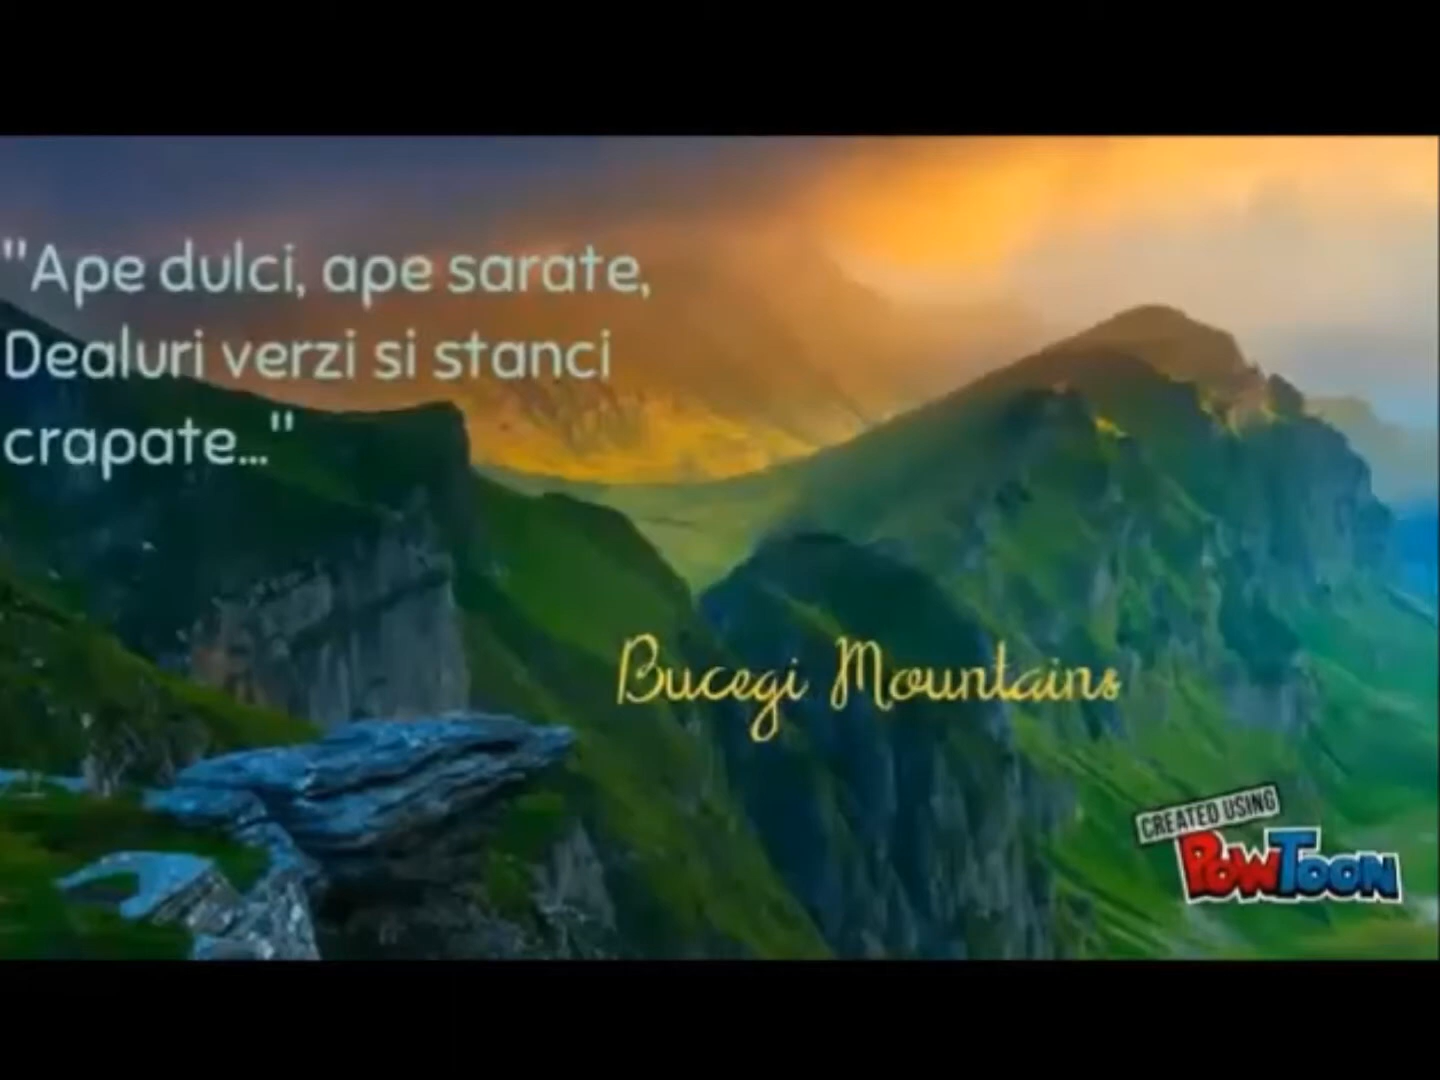 "Ape dulci, ape sarate,
Dealuri verzi si stanci
crapate..."
Bucegi Mountains
CREATED USING
POWTOON